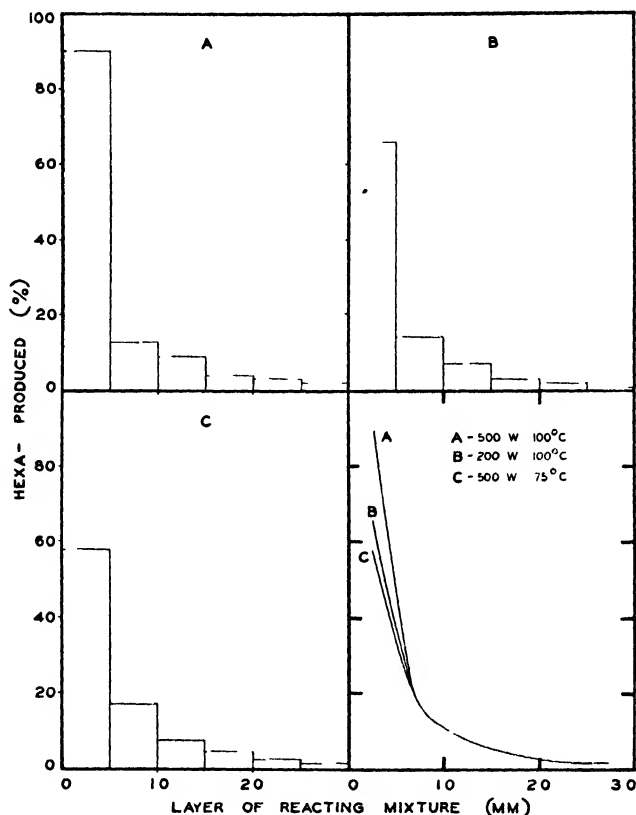 100
80
60
40
20
0
A
B
HEXA- PRODUCED (%)
C
80
60
40
20
0
A
B
C
A - 500 W 100°C
B - 200 W 100°C
C - 500 W 75°C
0 10 20 0 10 20 30
LAYER OF REACTING MIXTURE (MM)